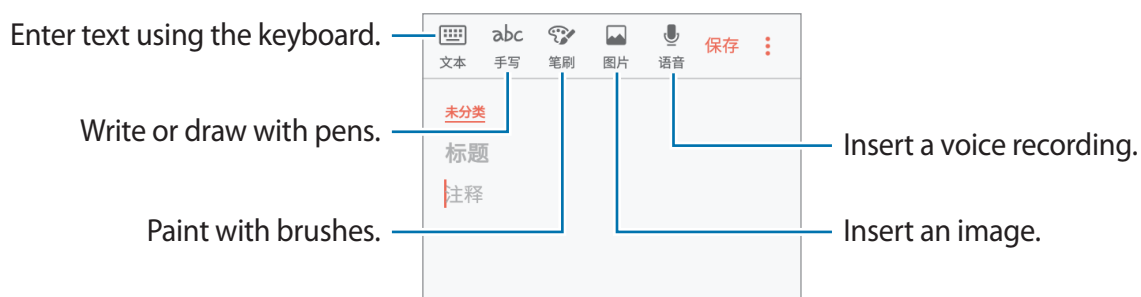 Enter text using the keyboard.
abc
文本 手写 笔刷 图片 语音 保存
未分类
Write or draw with pens.
标题
Insert a voice recording.
注释
Paint with brushes.
Insert an image.